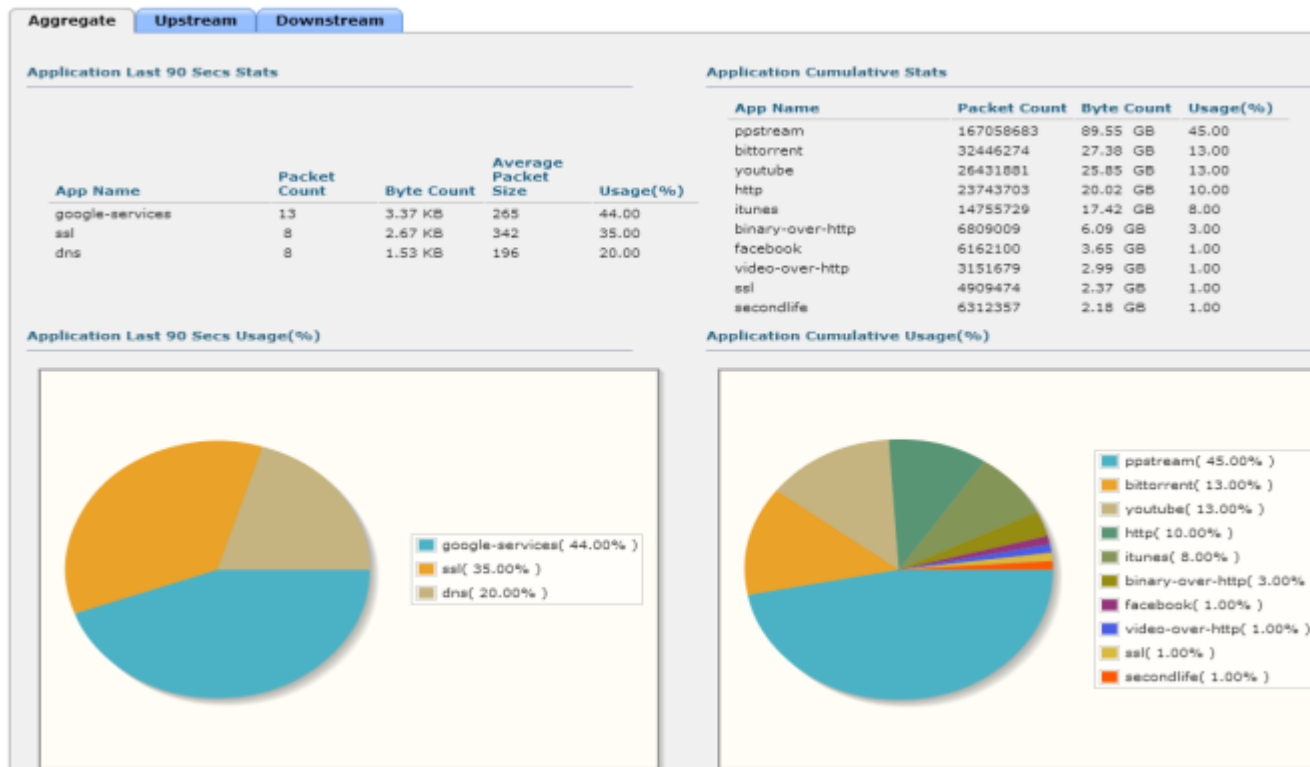 Aggregate Upstream Downstream
Application Last 90 Secs Stats
App Name Packet Count Byte Count Average Packet Size Usage(%)
google-services 13 3.37 KB 265 44.00
ssl 8 2.67 KB 342 35.00
dns 8 1.53 KB 196 20.00
Application Cumulative Stats
App Name Packet Count Byte Count Usage(%)
ppstream 167058683 89.55 GB 45.00
bittorrent 32446274 27.38 GB 13.00
youtube 26431881 25.85 GB 13.00
http 23743703 20.02 GB 10.00
itunes 14755729 17.42 GB 8.00
binary-over-http 6809009 6.09 GB 3.00
facebook 6162100 3.65 GB 1.00
video-over-http 3151679 2.99 GB 1.00
ssl 4909474 2.37 GB 1.00
secondlife 6312357 2.18 GB 1.00
Application Last 90 Secs Usage(%)
google-services( 44.00% )
ssl( 35.00% )
dns( 20.00% )
Application Cumulative Usage(%)
ppstream( 45.00% )
bittorrent( 13.00% )
youtube( 13.00% )
http( 10.00% )
itunes( 8.00% )
binary-over-http( 3.00%
facebook( 1.00% )
video-over-http( 1.00% )
ssl( 1.00% )
secondlife( 1.00% )